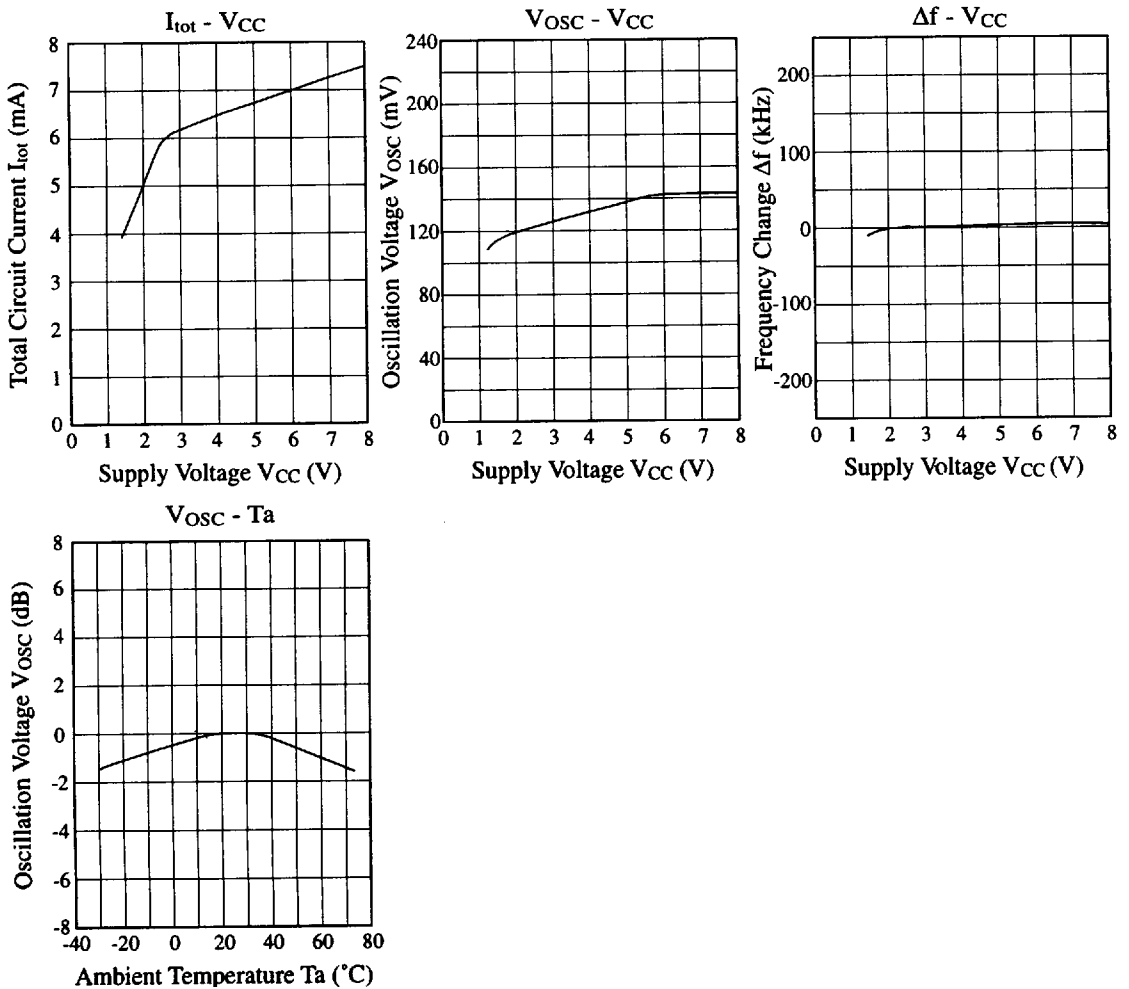 Itot - VCC
Total Circuit Current Itot (mA)
8
7
6
5
4
3
2
1
0
0 1 2 3 4 5 6 7 8
Supply Voltage VCC (V)
VOSC - VCC
Oscillation Voltage VOSC (mV)
240
200
160
120
80
40
0
0 1 2 3 4 5 6 7 8
Supply Voltage VCC (V)
Δf - VCC
Frequency Change Δf (kHz)
200
100
0
-100
-200
0 1 2 3 4 5 6 7 8
Supply Voltage VCC (V)
VOSC - Ta
Oscillation Voltage VOSC (dB)
8
6
4
2
0
-2
-4
-6
-8
-40 -20 0 20 40 60 80
Ambient Temperature Ta (°C)